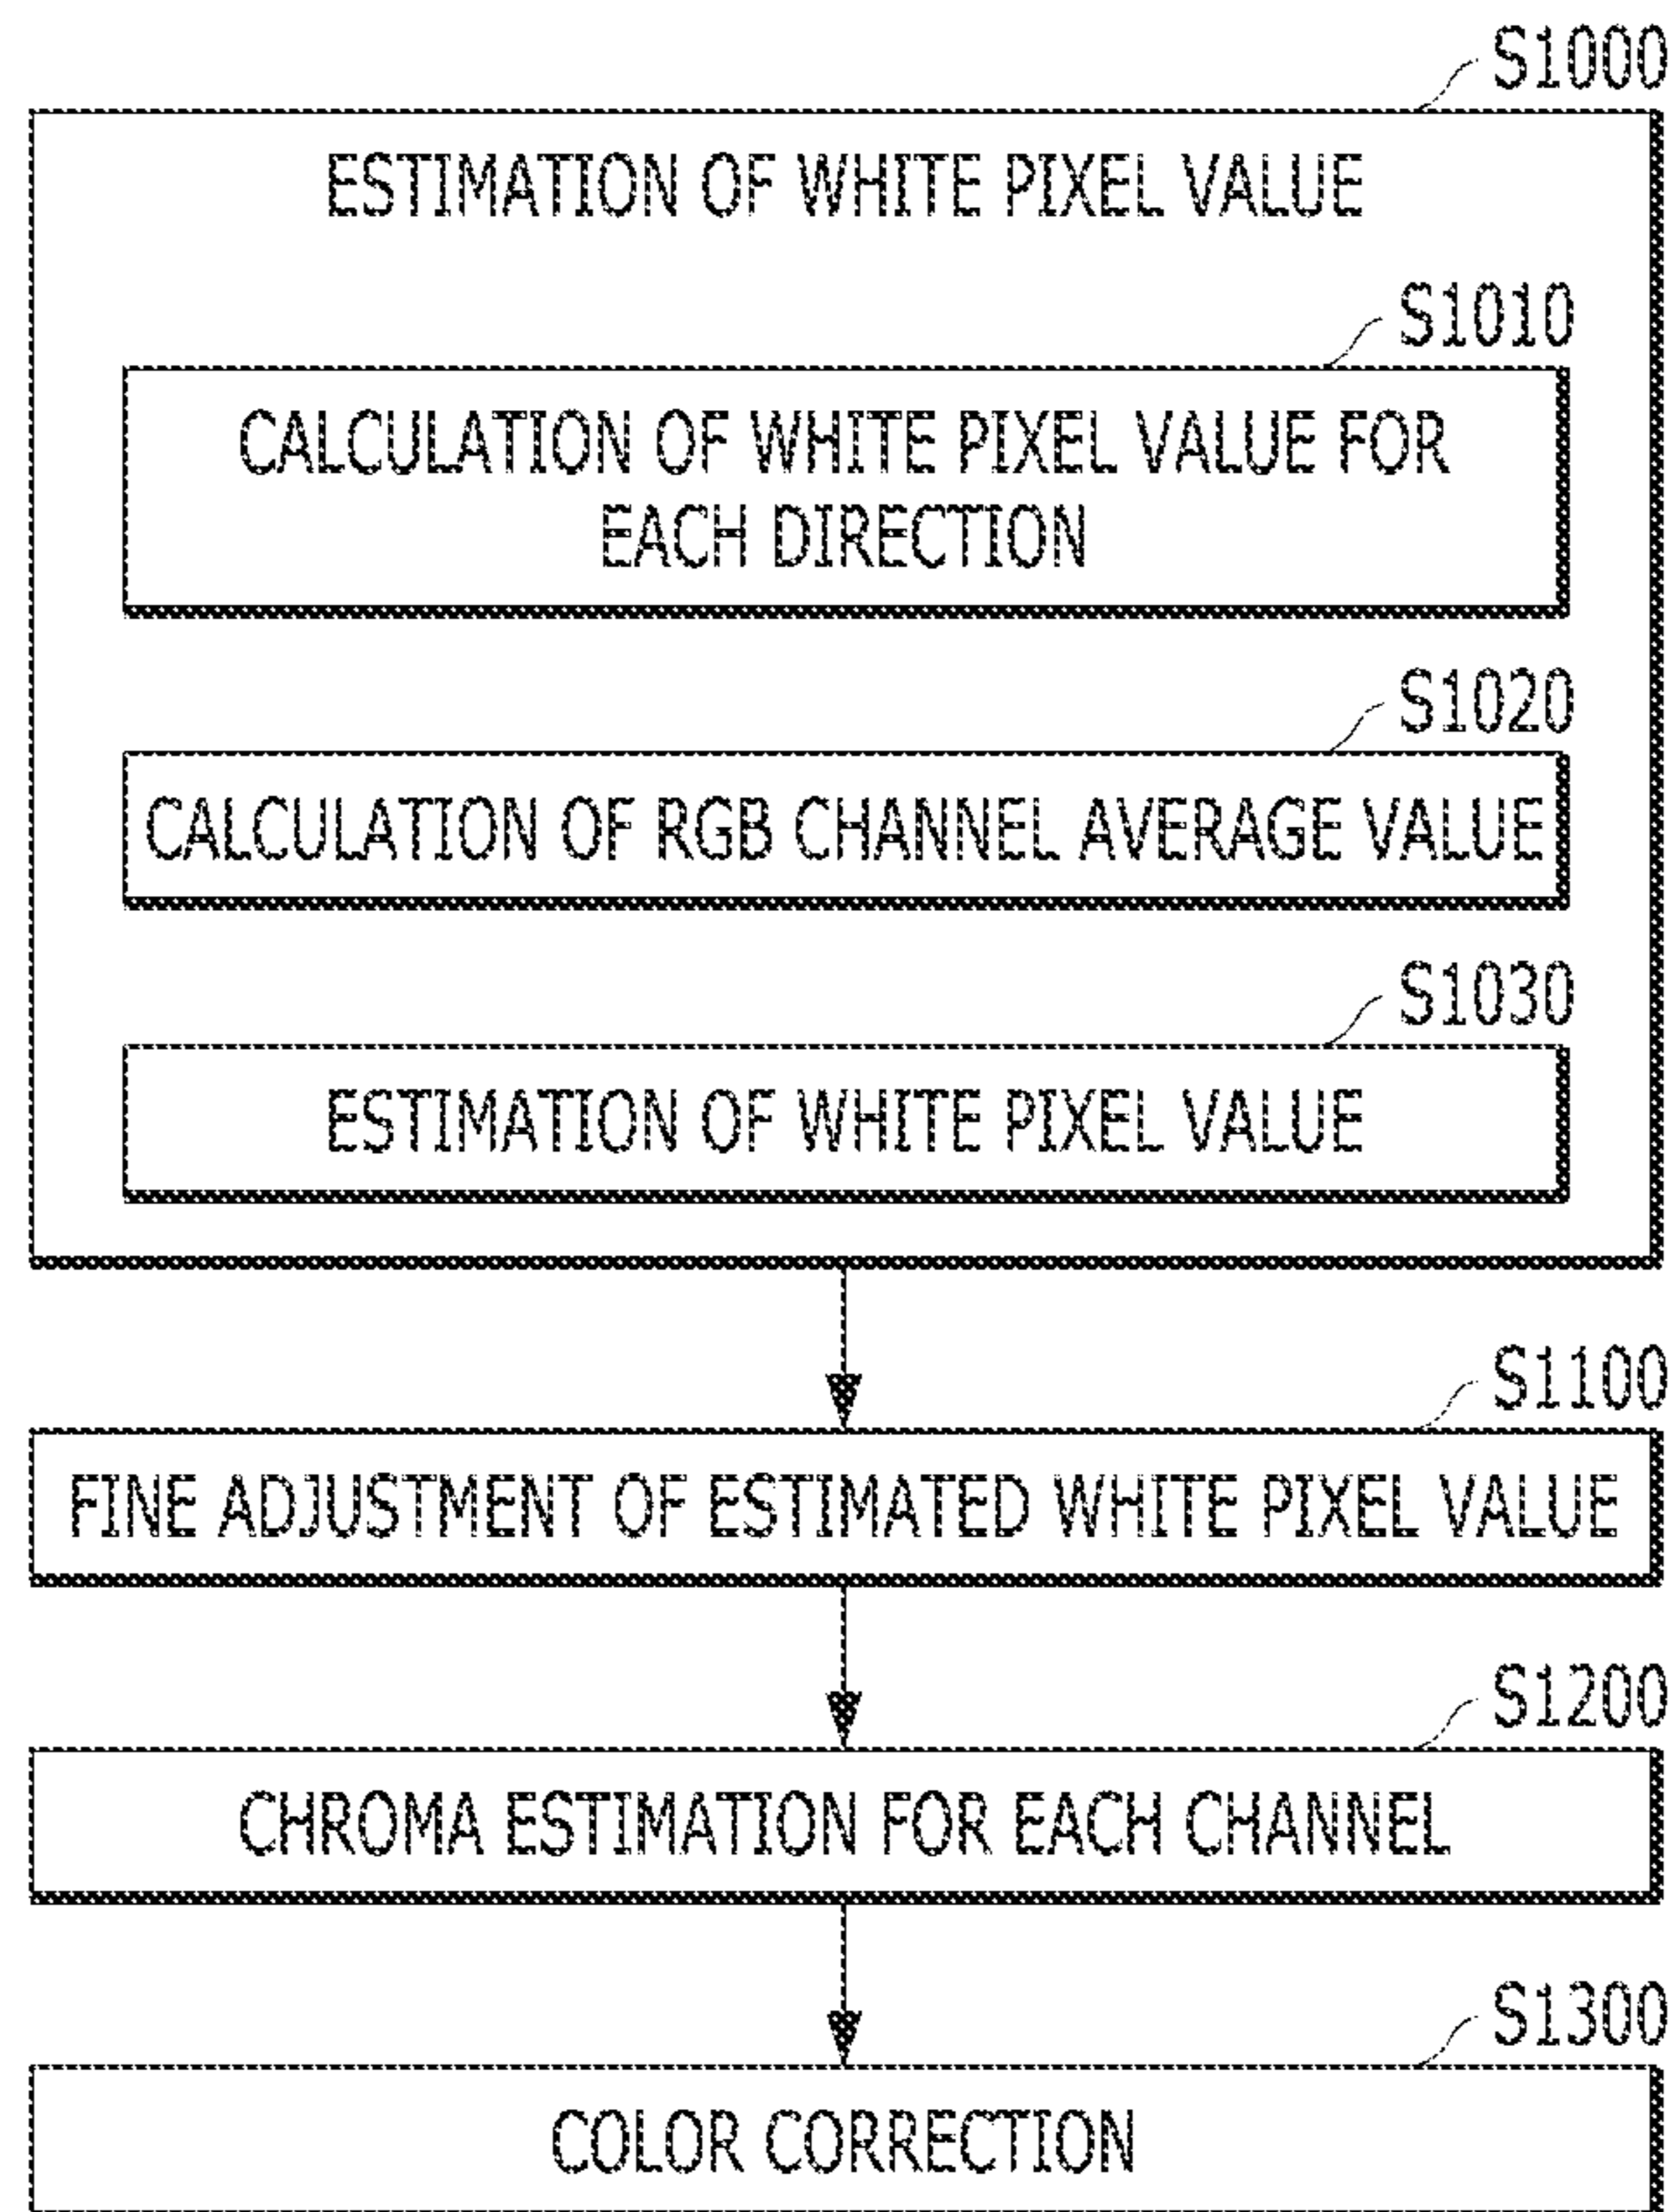 S1000
ESTIMATION OF WHITE PIXEL VALUE
S1010
CALCULATION OF WHITE PIXEL VALUE FOR
EACH DIRECTION
S1020
CALCULATION OF RGB CHANNEL AVERAGE VALUE
S1030
ESTIMATION OF WHITE PIXEL VALUE
S1100
FINE ADJUSTMENT OF ESTIMATED WHITE PIXEL VALUE
S1200
CHROMA ESTIMATION FOR EACH CHANNEL
S1300
COLOR CORRECTION